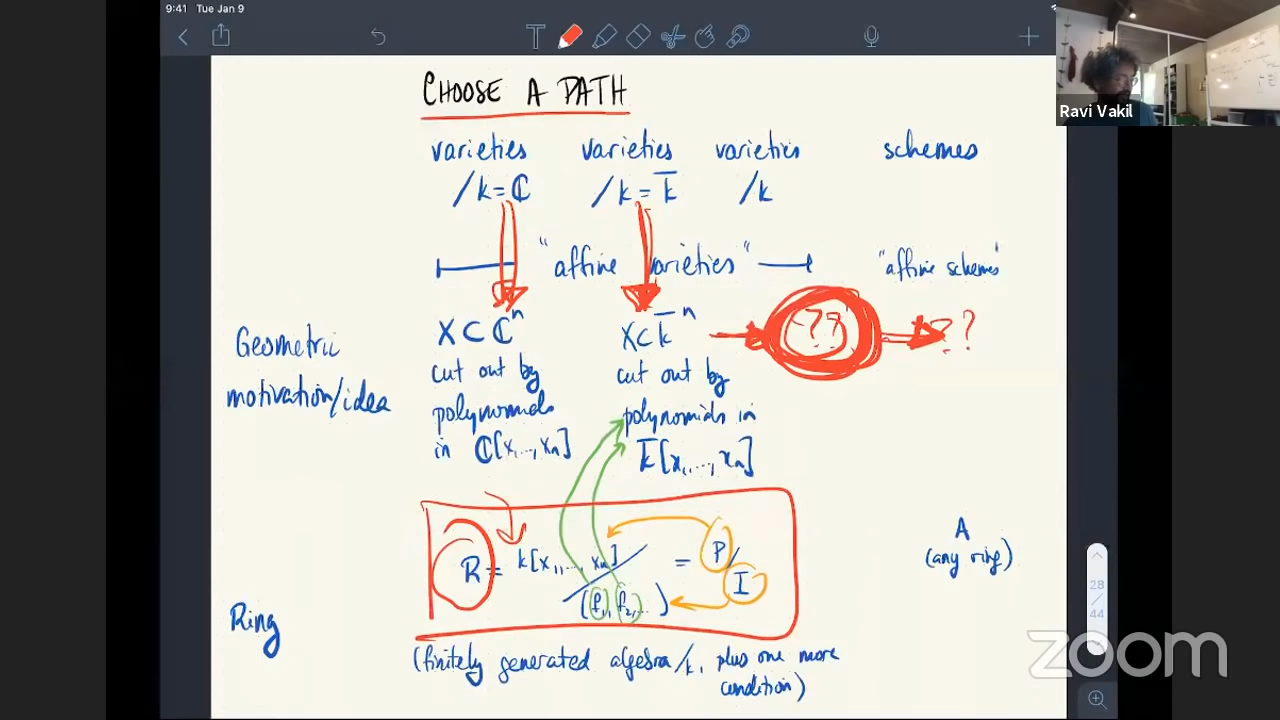 9:41 Tue Jan 9
Ravi Vakil
CHOOSE A PATH
varieties varieties varieties schemes
/k=ℂ /k=k̅ /k
"affine varieties" "affine schemes"
Geometric
motivation/idea
X⊂ℂⁿ
cut out by
polynomials
in ℂ[x₁,...,xₙ]
X⊂k̅ⁿ
cut out by
polynomials in
k̅[x₁,...,xₙ]
??
??
Ring
R = k[x₁,...,xₙ]/(f₁,f₂,...) = P/I
(finitely generated algebra/k, plus one more
condition)
A
(any ring)
28
/
44
zoom